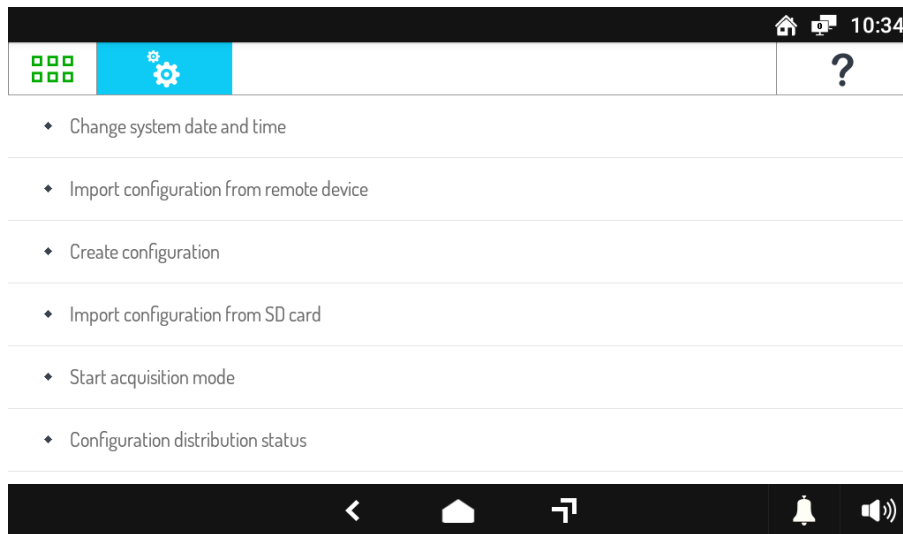 10:34
?
Change system date and time
Import configuration from remote device
Create configuration
Import configuration from SD card
Start acquisition mode
Configuration distribution status